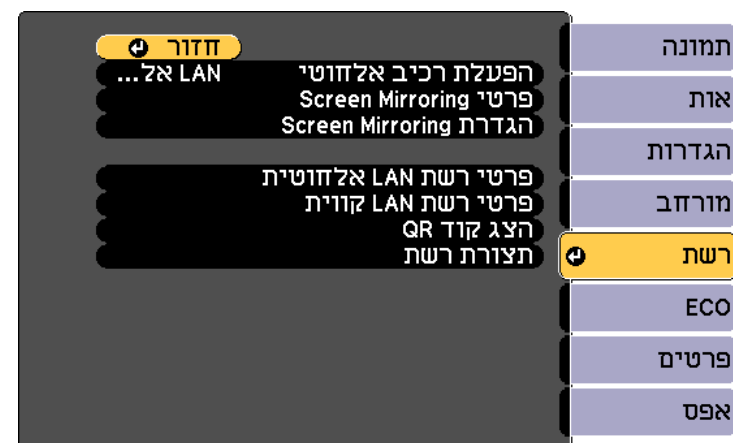 חזור
הפעלת רכיב אלחוטי LAN אל...
פרטי Screen Mirroring
הגדרת Screen Mirroring
פרטי רשת LAN אלחוטית
פרטי רשת LAN קווית
הצג קוד QR
תצורת רשת
תמונה
אות
הגדרות
מורחב
רשת
ECO
פרטים
אפס